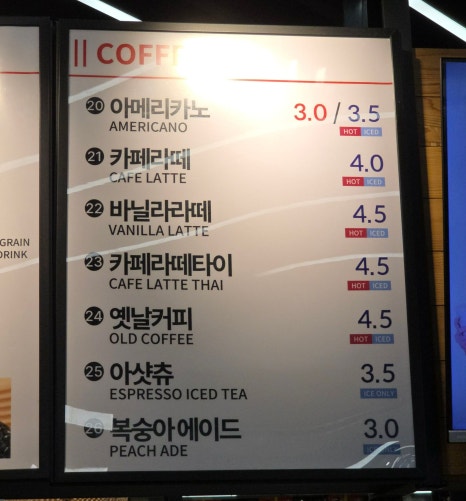 || COFF
20 아메리카노 3.0 / 3.5
AMERICANO HOT ICED
21 카페라떼 4.0
CAFE LATTE HOT ICED
22 바닐라라떼 4.5
VANILLA LATTE HOT ICED
23 카페라떼타이 4.5
CAFE LATTE THAI HOT ICED
24 옛날커피 4.5
OLD COFFEE HOT ICED
25 아샷츄 3.5
ESPRESSO ICED TEA ICE ONLY
26 복숭아에이드 3.0
PEACH ADE
GRAIN
DRINK